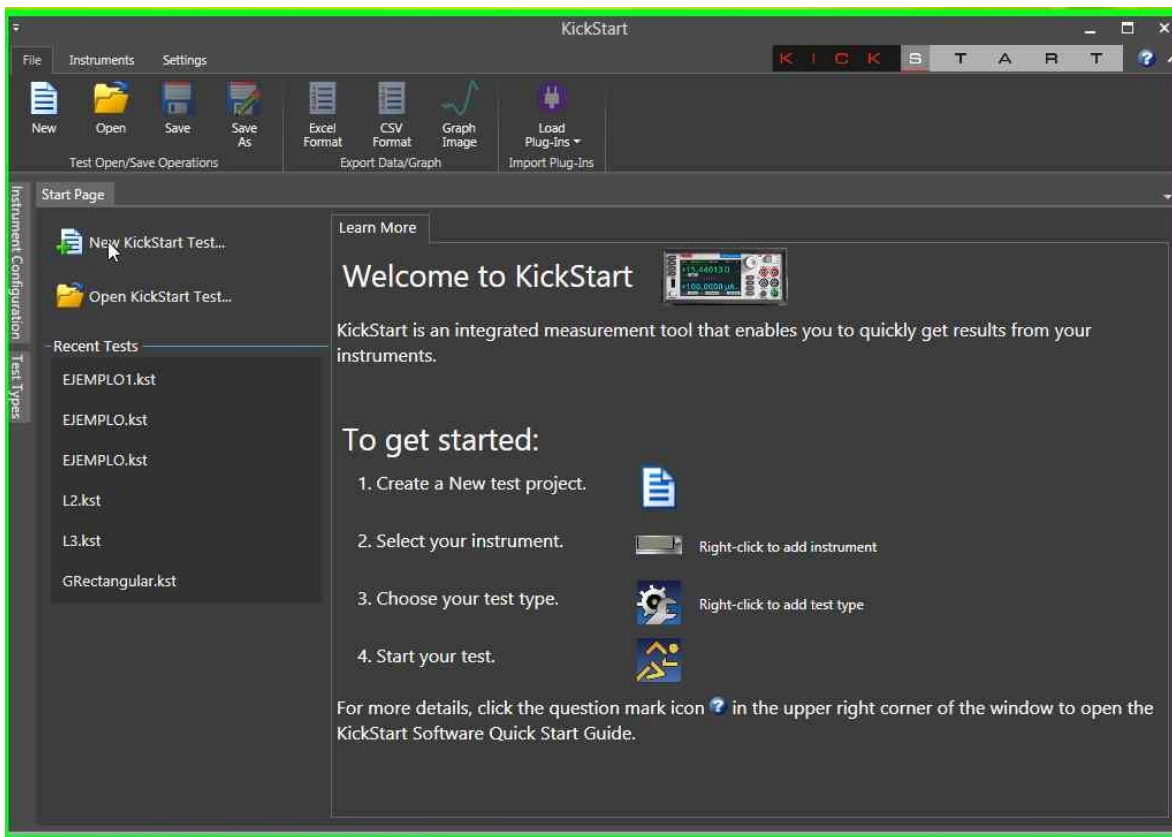 KickStart
File Instruments Settings
KICKSTART
New Open Save Save As
Excel Format CSV Format Graph Image Load Plug-Ins
Test Open/Save Operations Export Data/Graph Import Plug-Ins
Instrument Configuration
Test Types
Start Page
New KickStart Test...
Open KickStart Test...
Recent Tests
EJEMPLO1.kst
EJEMPLO.kst
EJEMPLO.kst
L2.kst
L3.kst
GRectangular.kst
Learn More
Welcome to KickStart
KickStart is an integrated measurement tool that enables you to quickly get results from your
instruments.
To get started:
1. Create a New test project.
2. Select your instrument. Right-click to add instrument
3. Choose your test type. Right-click to add test type
4. Start your test.
For more details, click the question mark icon ? in the upper right corner of the window to open the
KickStart Software Quick Start Guide.